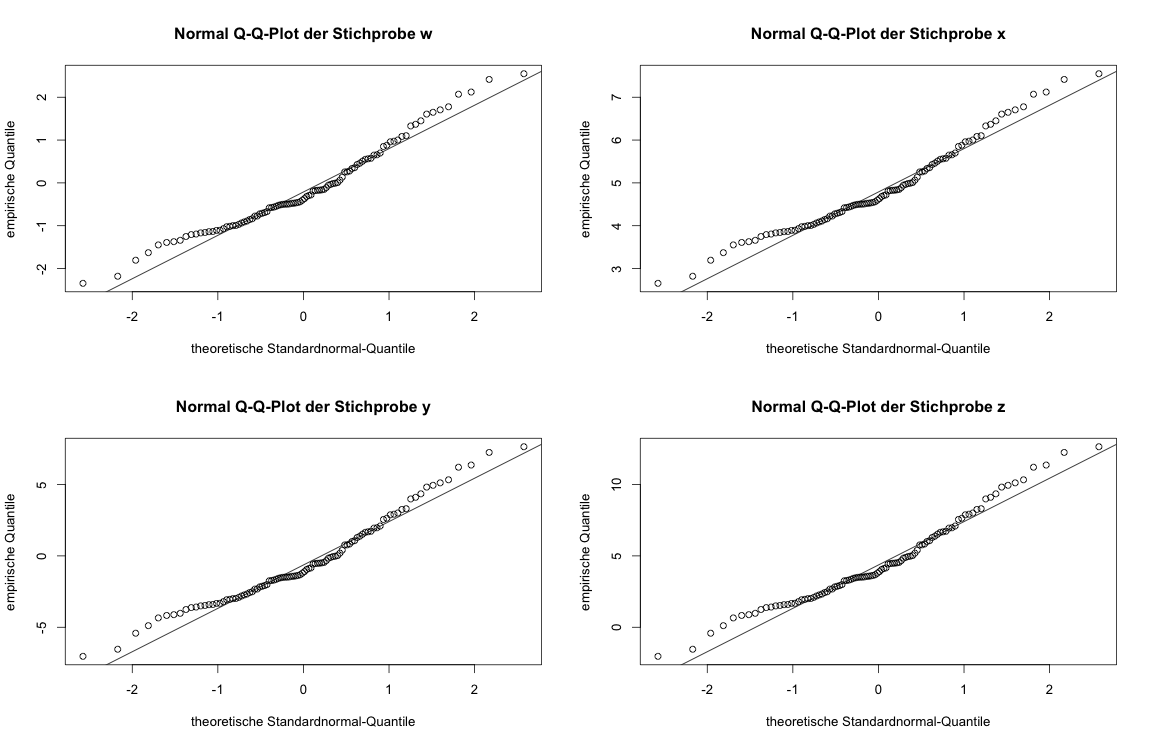 Normal Q-Q-Plot der Stichprobe w
empirische Quantile
2
1
0
-1
-2
-2 -1 0 1 2
theoretische Standardnormal-Quantile
Normal Q-Q-Plot der Stichprobe x
empirische Quantile
7
6
5
4
3
-2 -1 0 1 2
theoretische Standardnormal-Quantile
Normal Q-Q-Plot der Stichprobe y
empirische Quantile
5
0
-5
-2 -1 0 1 2
theoretische Standardnormal-Quantile
Normal Q-Q-Plot der Stichprobe z
empirische Quantile
10
5
0
-2 -1 0 1 2
theoretische Standardnormal-Quantile